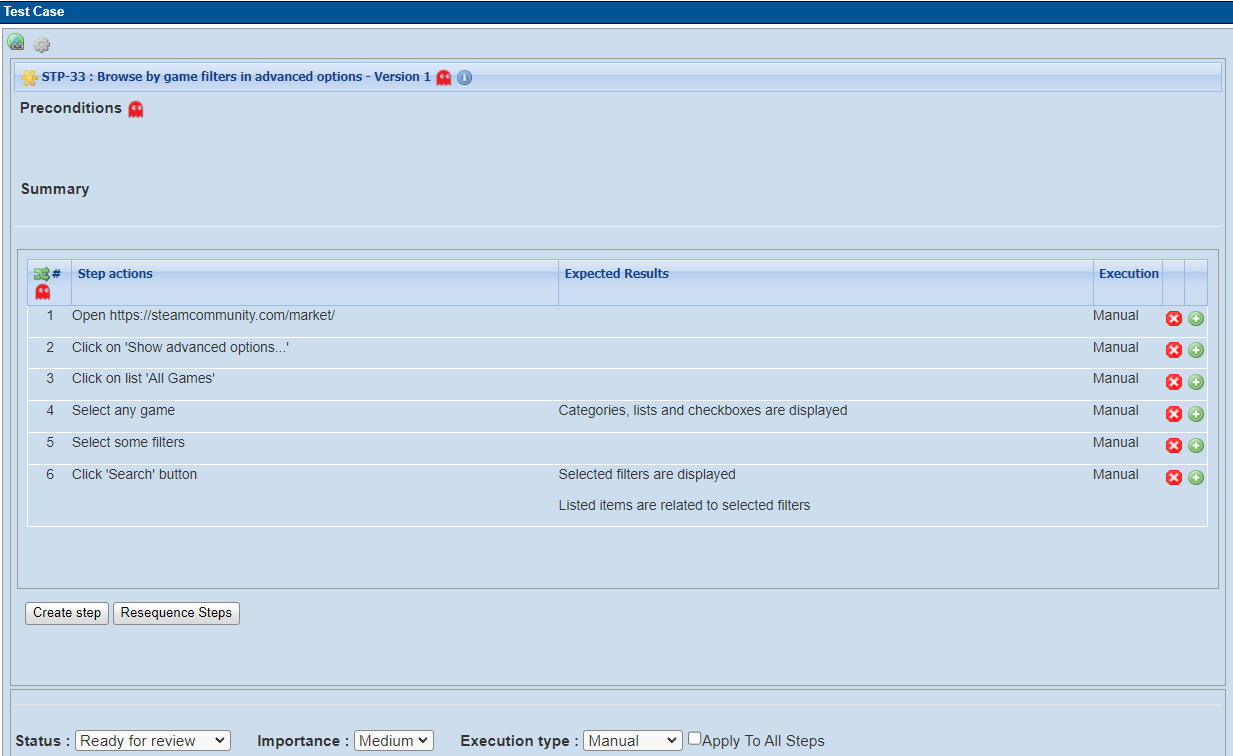 Test Case
STP-33 : Browse by game filters in advanced options - Version 1
Preconditions
Summary
# Step actions Expected Results Execution
1 Open https://steamcommunity.com/market/ Manual
2 Click on 'Show advanced options...' Manual
3 Click on list 'All Games' Manual
4 Select any game Categories, lists and checkboxes are displayed Manual
5 Select some filters Manual
6 Click 'Search' button Selected filters are displayed Manual
Listed items are related to selected filters
Create step Resequence Steps
Status : Ready for review Importance : Medium Execution type : Manual Apply To All Steps